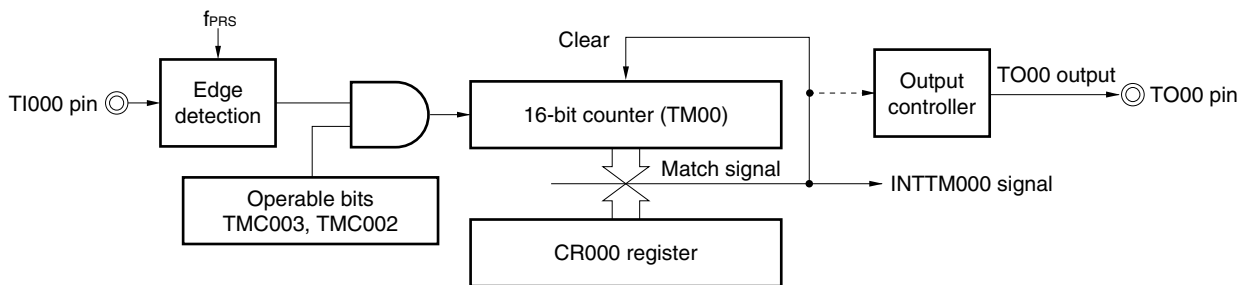 fPRS
Clear
TI000 pin
Edge
detection
16-bit counter (TM00)
Output
controller
TO00 output
TO00 pin
Match signal
INTTM000 signal
Operable bits
TMC003, TMC002
CR000 register